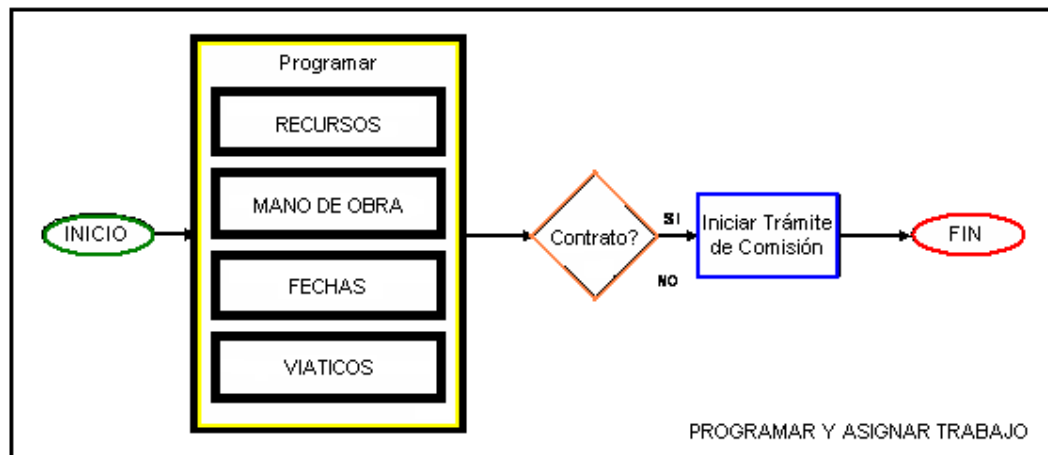 Programar
RECURSOS
MANO DE OBRA
FECHAS
VIATICOS
INICIO
Contrato?
SI
NO
Iniciar Trámite
de Comisión
FIN
PROGRAMAR Y ASIGNAR TRABAJO